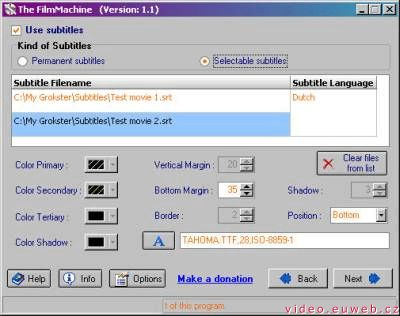 The FilmMachine (Version: 1.1)
Use subtitles
Kind of Subtitles
Permanent subtitles
Selectable subtitles
Subtitle Filename Subtitle Language
C:\My Grokster\Subtitles\Test movie 1.srt Dutch
C:\My Grokster\Subtitles\Test movie 2.srt
Color Primary : Vertical Margin : 20 Clear files from list
Color Secondary : Bottom Margin : 35 Shadow : 3
Color Tertiary : Border : 2 Position : Bottom
Color Shadow : A TAHOMA.TTF,28,ISO-8859-1
Help Info Options Make a donation Back Next
t of this program.
video.euweb.cz